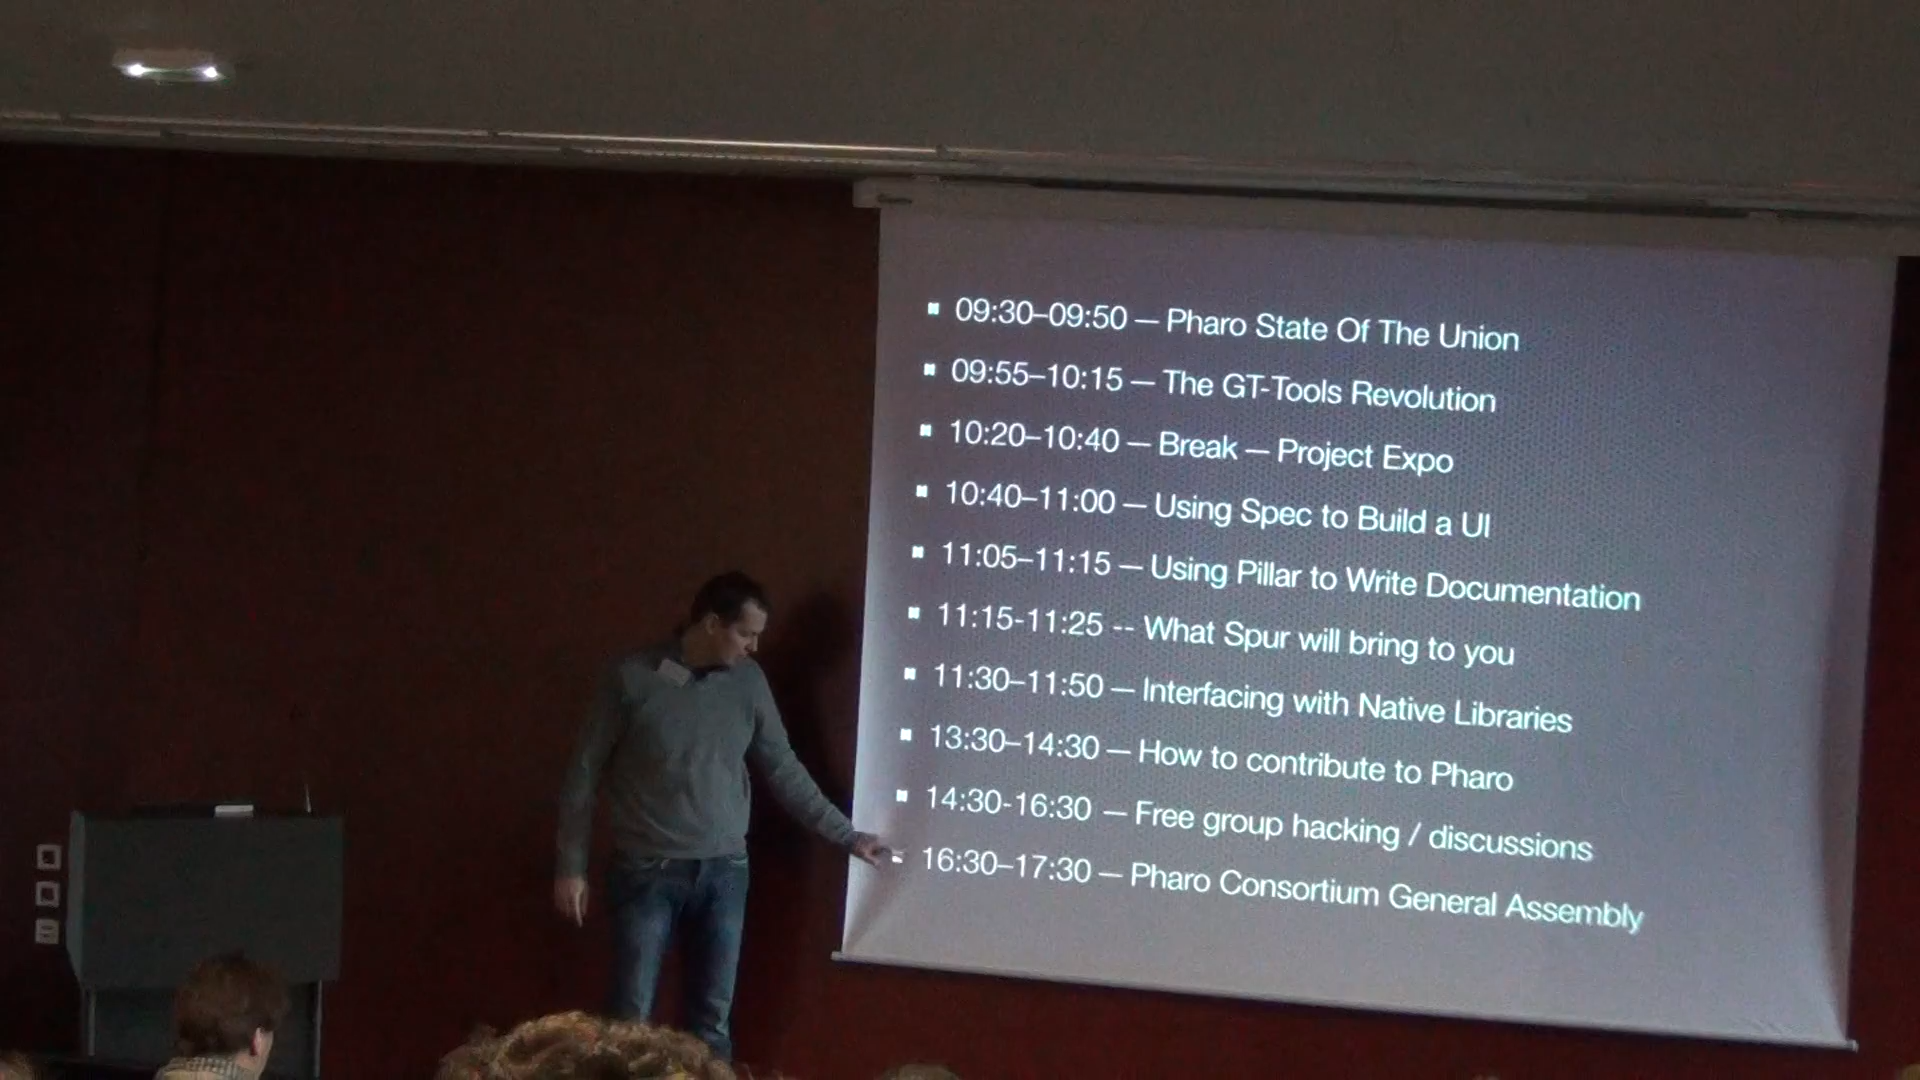 ▪ 09:30–09:50 — Pharo State Of The Union
▪ 09:55–10:15 — The GT-Tools Revolution
▪ 10:20–10:40 — Break — Project Expo
▪ 10:40–11:00 — Using Spec to Build a UI
▪ 11:05–11:15 — Using Pillar to Write Documentation
▪ 11:15-11:25 -- What Spur will bring to you
▪ 11:30–11:50 — Interfacing with Native Libraries
▪ 13:30–14:30 — How to contribute to Pharo
▪ 14:30-16:30 — Free group hacking / discussions
▪ 16:30–17:30 — Pharo Consortium General Assembly